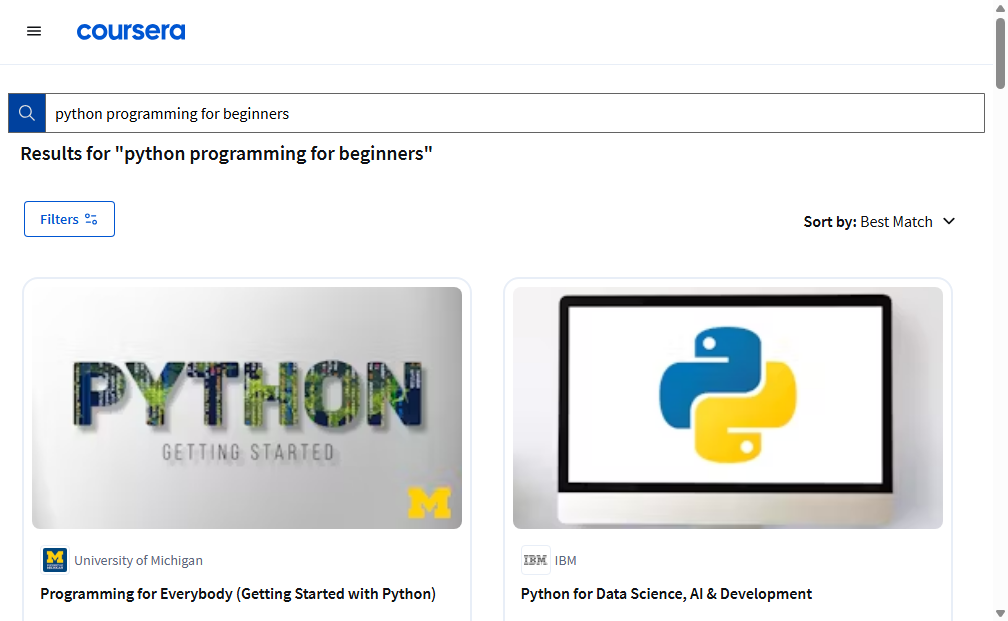 coursera
python programming for beginners
Results for "python programming for beginners"
Filters
Sort by: Best Match
PYTHON
GETTING STARTED
M
M
University of Michigan
IBM
IBM
Programming for Everybody (Getting Started with Python)
Python for Data Science, AI & Development